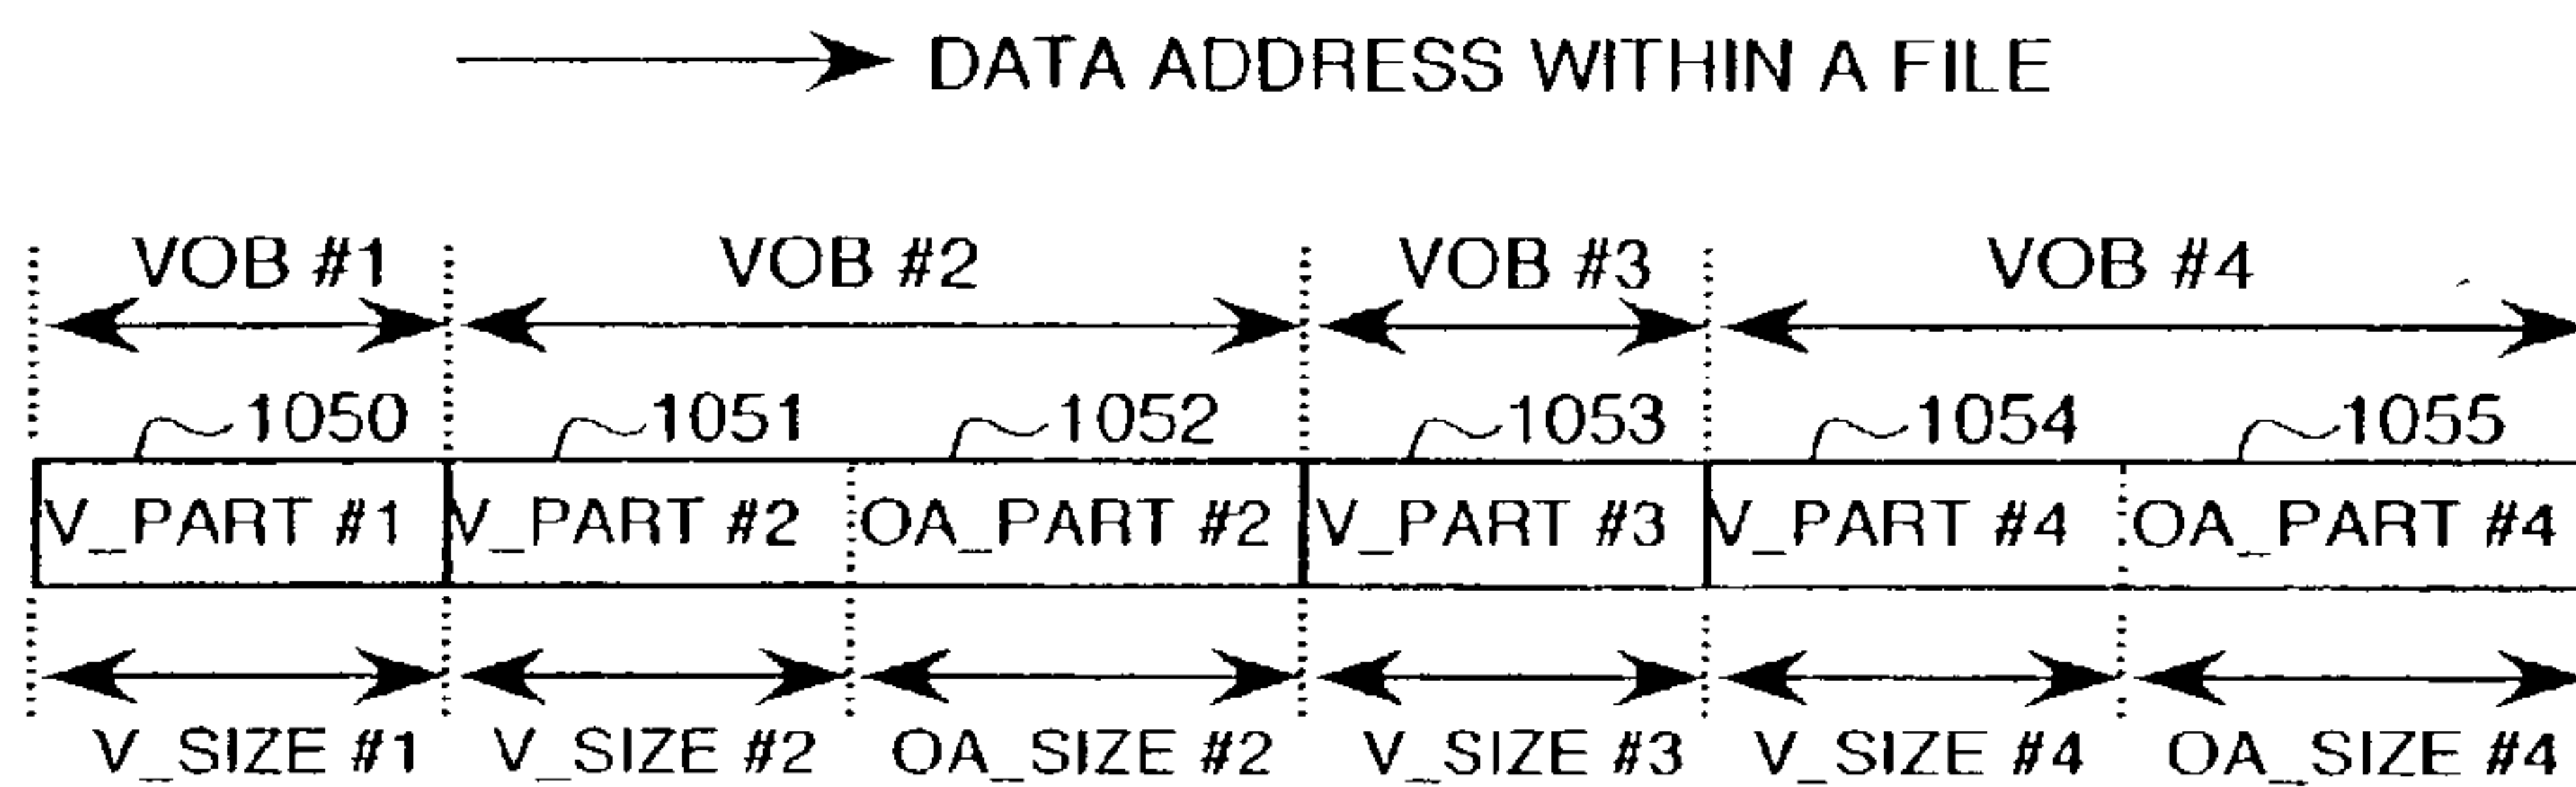 DATA ADDRESS WITHIN A FILE
VOB #1 VOB #2 VOB #3 VOB #4
1050 1051 1052 1053 1054 1055
V_PART #1 V_PART #2 OA_PART #2 V_PART #3 V_PART #4 OA_PART #4
V_SIZE #1 V_SIZE #2 OA_SIZE #2 V_SIZE #3 V_SIZE #4 OA_SIZE #4